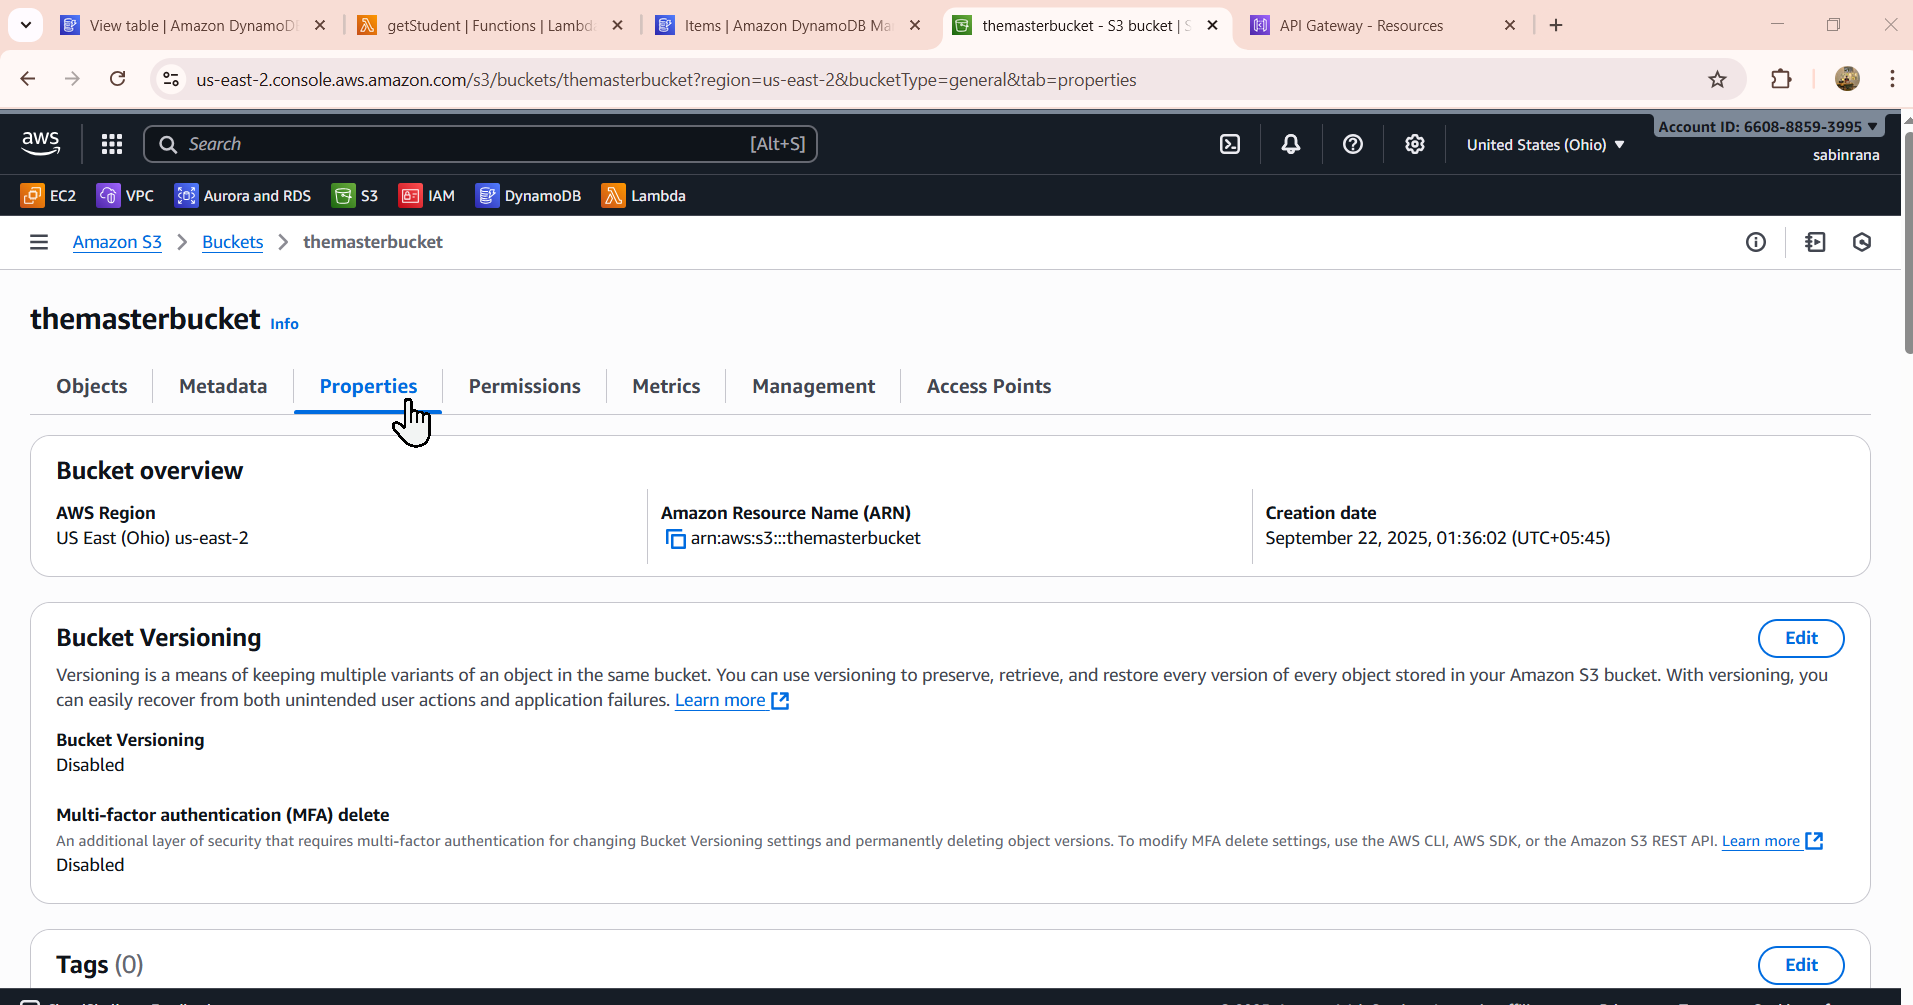 View table | Amazon DynamoDB
getStudent | Functions | Lambda
Items | Amazon DynamoDB Ma
themasterbucket - S3 bucket | S
API Gateway - Resources
us-east-2.console.aws.amazon.com/s3/buckets/themasterbucket?region=us-east-2&bucketType=general&tab=properties
aws
Search
[Alt+S]
United States (Ohio)
Account ID: 6608-8859-3995
sabinrana
EC2
VPC
Aurora and RDS
S3
IAM
DynamoDB
Lambda
Amazon S3
Buckets
themasterbucket
themasterbucket Info
Objects
Metadata
Properties
Permissions
Metrics
Management
Access Points
Bucket overview
AWS Region
US East (Ohio) us-east-2
Amazon Resource Name (ARN)
arn:aws:s3:::themasterbucket
Creation date
September 22, 2025, 01:36:02 (UTC+05:45)
Bucket Versioning
Edit
Versioning is a means of keeping multiple variants of an object in the same bucket. You can use versioning to preserve, retrieve, and restore every version of every object stored in your Amazon S3 bucket. With versioning, you
can easily recover from both unintended user actions and application failures. Learn more
Bucket Versioning
Disabled
Multi-factor authentication (MFA) delete
An additional layer of security that requires multi-factor authentication for changing Bucket Versioning settings and permanently deleting object versions. To modify MFA delete settings, use the AWS CLI, AWS SDK, or the Amazon S3 REST API. Learn more
Disabled
Tags (0)
Edit